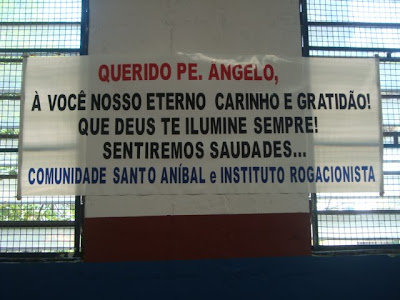 QUERIDO PE. ANGELO,
À VOCÊ NOSSO ETERNO CARINHO E GRATIDÃO!
QUE DEUS TE ILUMINE SEMPRE!
SENTIREMOS SAUDADES...
COMUNIDADE SANTO ANÍBAL e INSTITUTO ROGACIONISTA